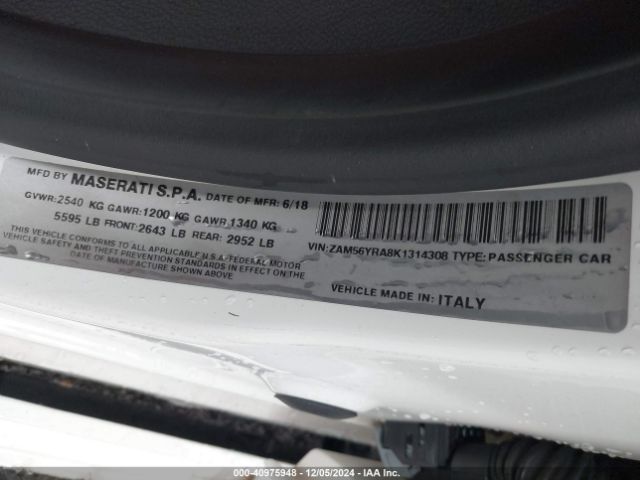 MFD BY MASERATI S.P.A. DATE OF MFR: 6/18
GVWR:2540 KG GAWR:1200 KG GAWR:1340 KG
5595 LB FRONT:2643 LB REAR: 2952 LB
THIS VEHICLE CONFORMS TO ALL U.S.A-FEDERAL MOTOR
VEHICLE SAFETY AND THEFT PREVENTION STANDARDS IN EFFECT ON THE
DATE OF MANUFACTURE SHOWN ABOVE
VIN:ZAM56YRA8K1314308 TYPE:PASSENGER CAR
VEHICLE MADE IN: ITALY
000-40975948 - 12/05/2024 - IAA Inc.